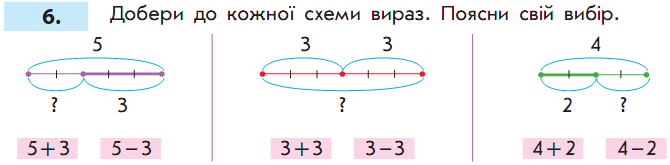 6. Добери до кожної схеми вираз. Поясни свій вибір.
5 3 3 4
? 3 ? 2 ?
5+3 5−3 3+3 3−3 4+2 4−2